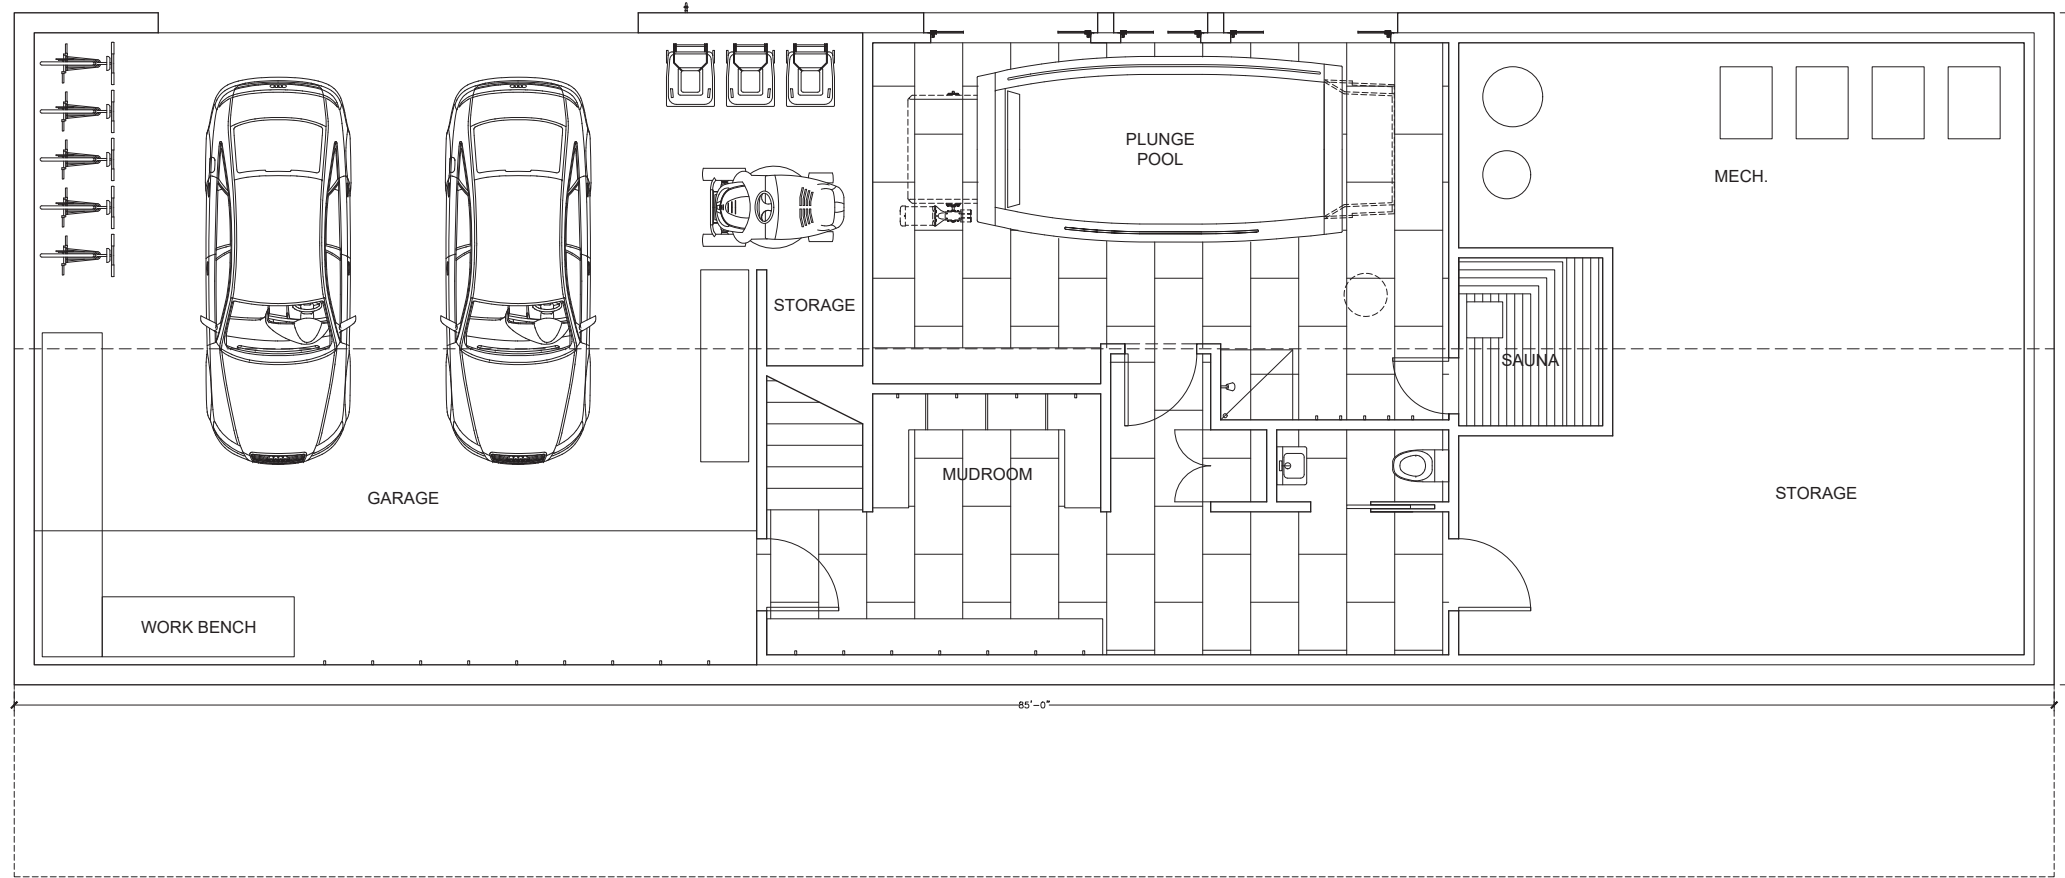 PLUNGE
POOL
MECH.
STORAGE
SAUNA
MUDROOM
GARAGE
STORAGE
WORK BENCH
85'-0"